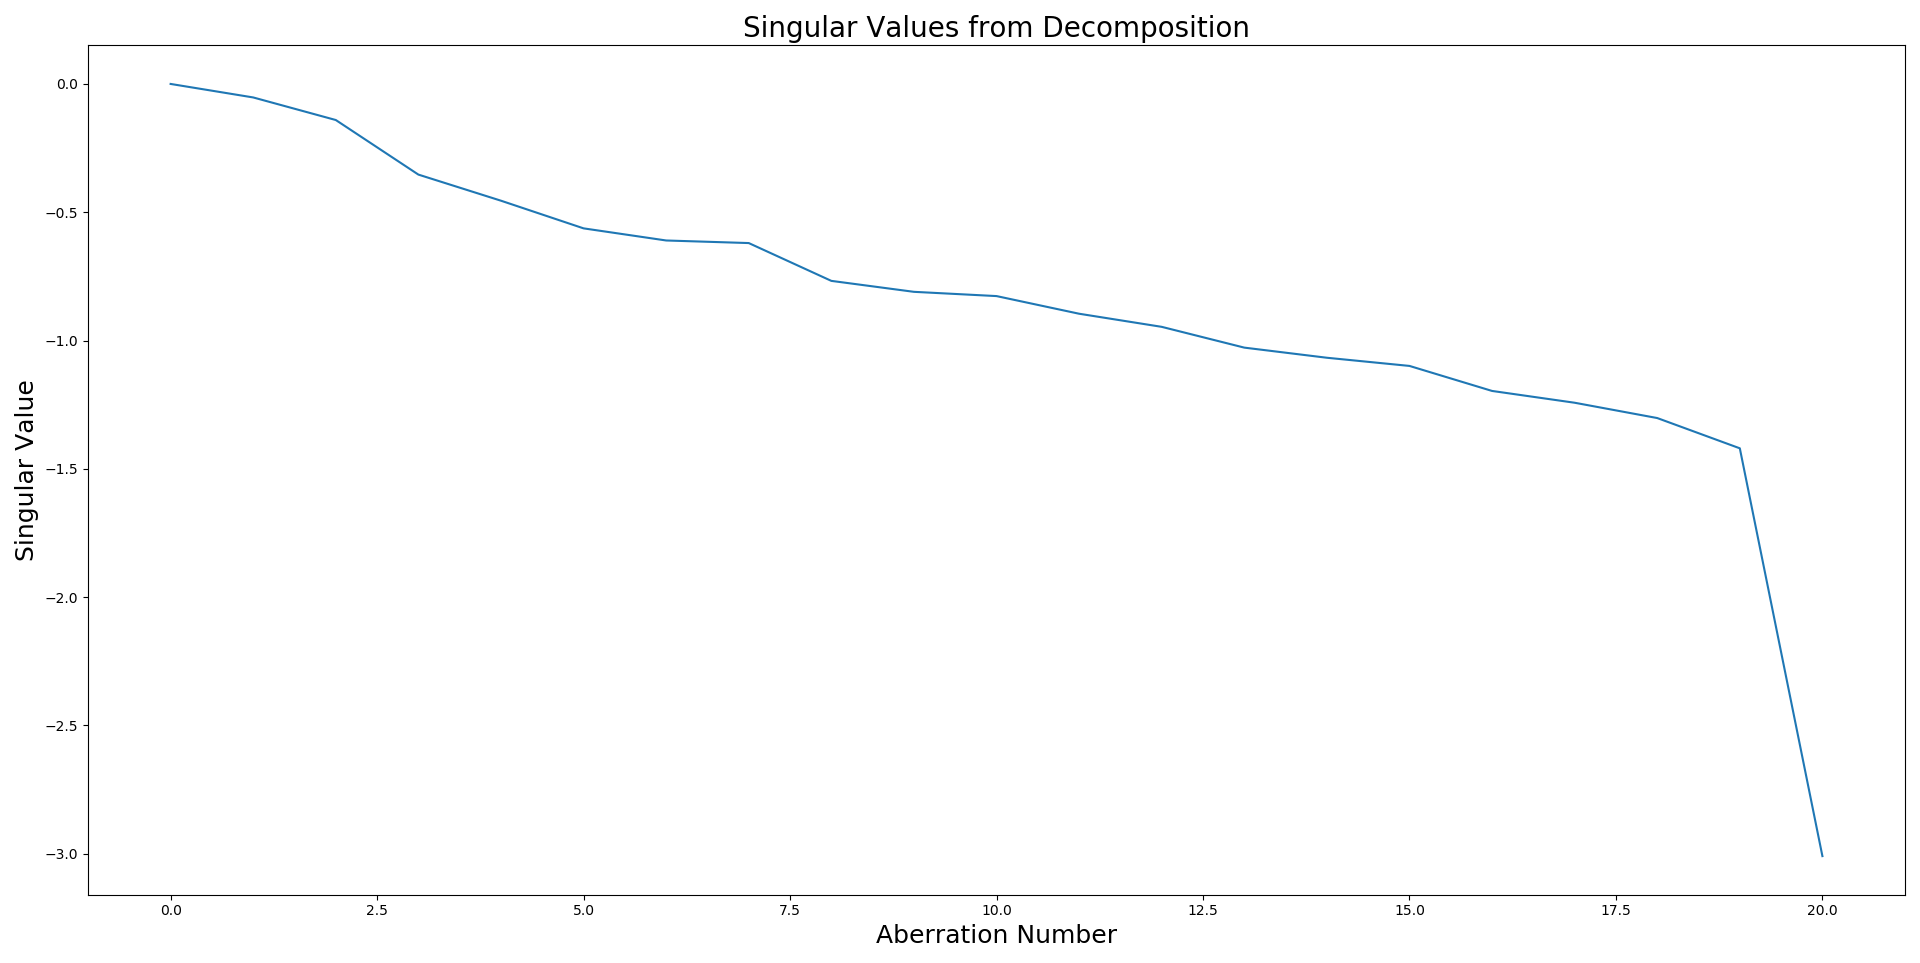 Singular Values from Decomposition
0.0
−0.5
−1.0
−1.5
−2.0
−2.5
−3.0
Singular Value
0.0 2.5 5.0 7.5 10.0 12.5 15.0 17.5 20.0
Aberration Number